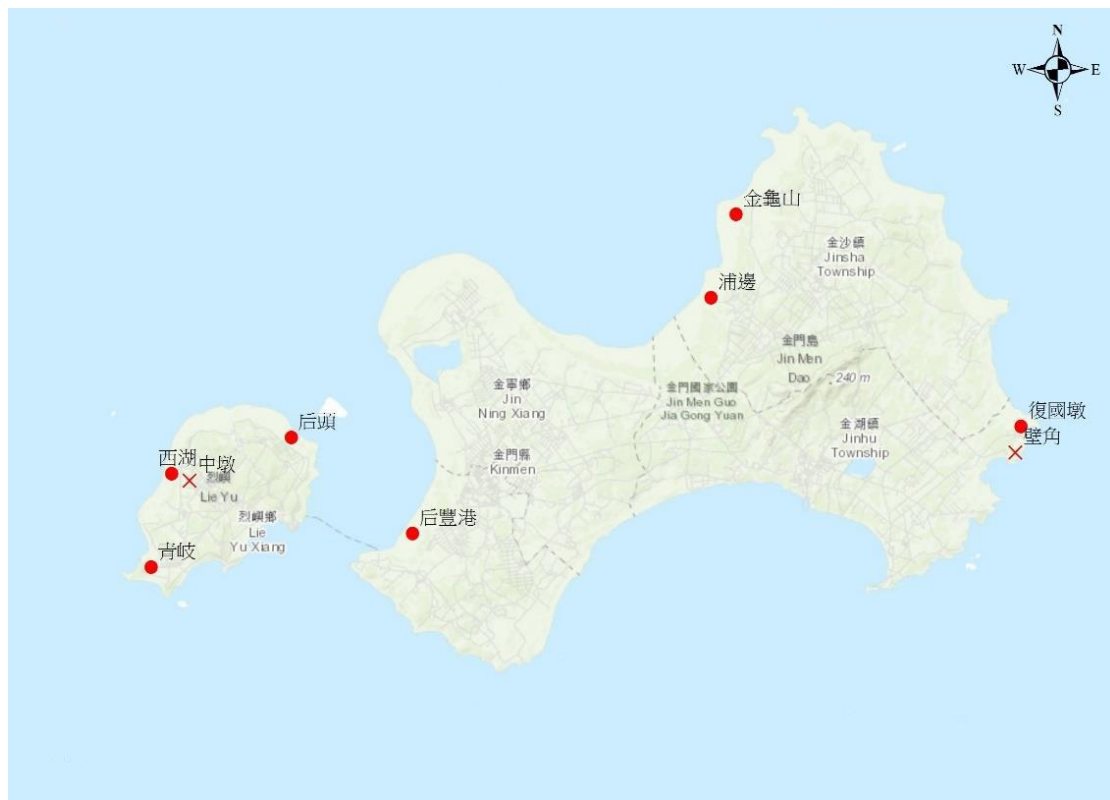 N
W E
S
金龜山
金沙鎮
Jinsha
Township
浦邊
金門島
Jin Men
Dao
240 m
金寧鄉
Jin
Ning Xiang
金門國家公園
Jin Men Guo
Jia Gong Yuan
復國墩
壁角
金湖鎮
Jinhu
Township
后頭
西湖
中墩
烈嶼
Lie Yu
金門縣
Kinmen
烈嶼鄉
Lie
Yu Xiang
后豐港
青岐